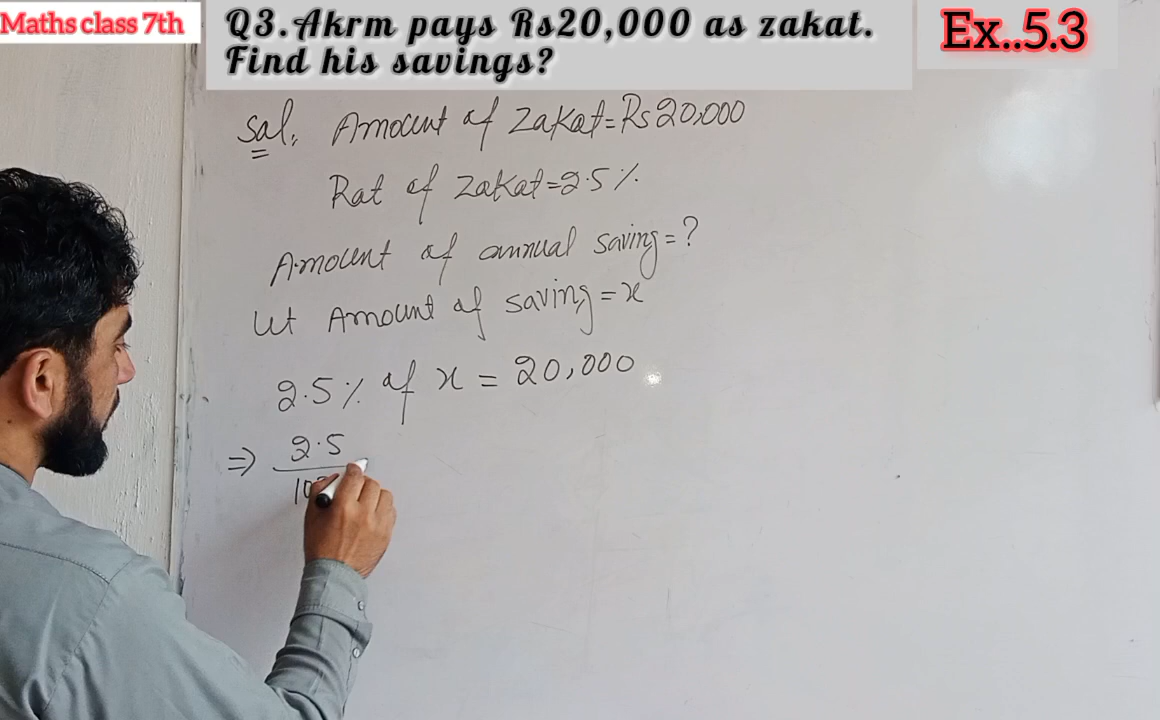 Maths class 7th
Q3.Akrm pays Rs20,000 as zakat.
Find his savings?
Ex..5.3
Sol: Amount of Zakat=Rs20,000
Rat of Zakat=2.5%
Amount of annual saving=?
let Amount of saving=x
2.5% of x = 20,000
⇒ 2.5